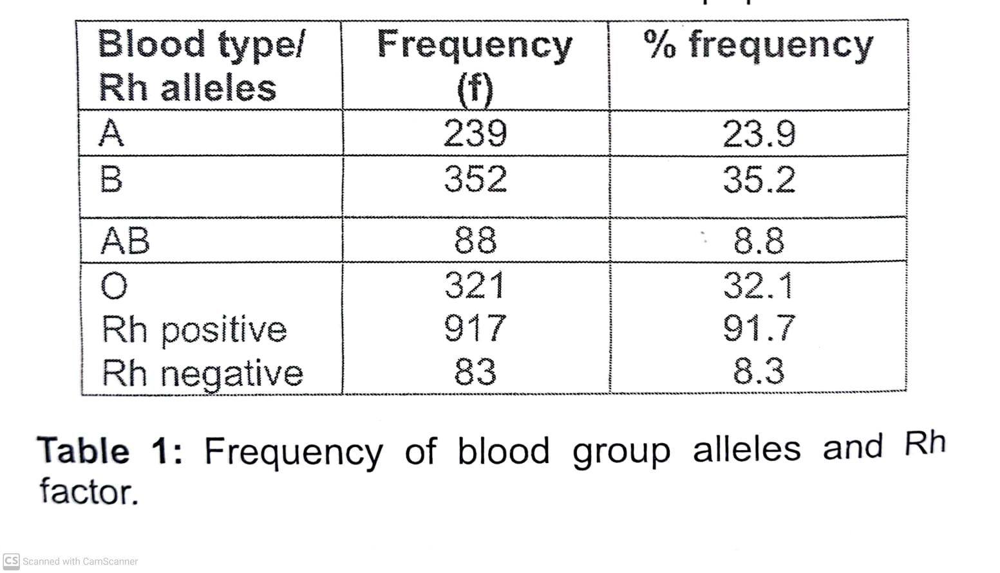 Blood type/ Frequency % frequency
Rh alleles (f)
A 239 23.9
B 352 35.2
AB 88 8.8
O 321 32.1
Rh positive 917 91.7
Rh negative 83 8.3
Table 1: Frequency of blood group alleles and Rh
factor.
CS Scanned with CamScanner